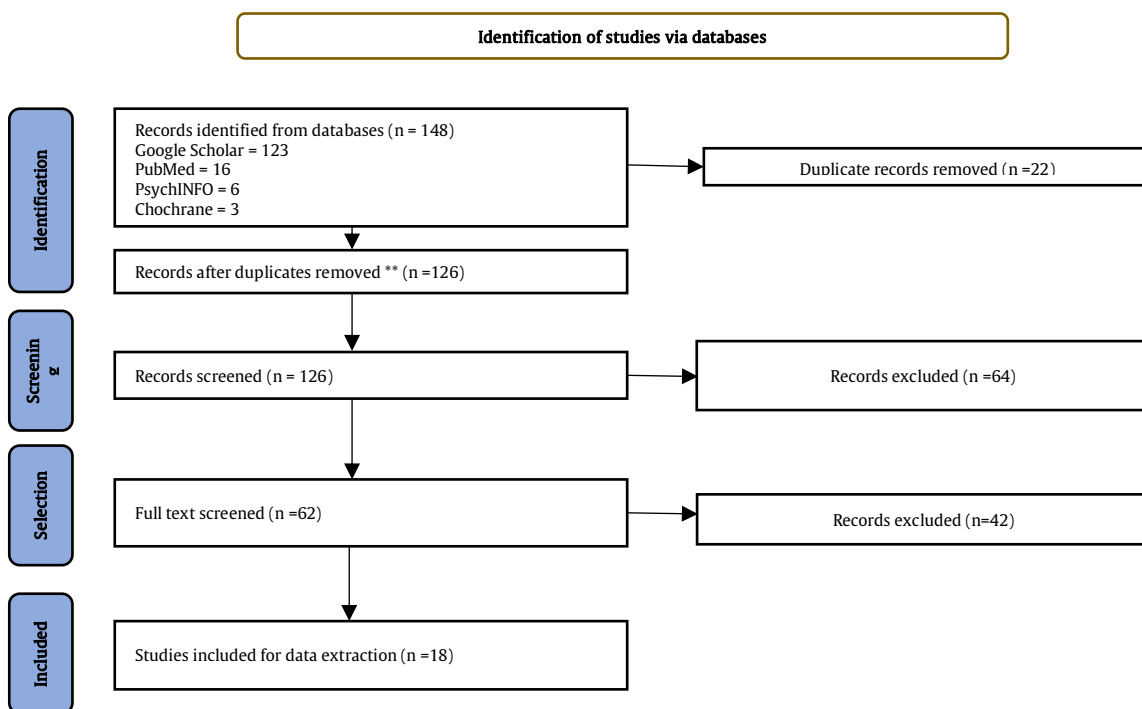 Identification of studies via databases
Identification
Records identified from databases (n = 148)
Google Scholar = 123
PubMed = 16
PsychINFO = 6
Chochrane = 3
Duplicate records removed (n =22)
Records after duplicates removed ** (n =126)
Screenin
g
Records screened (n = 126)
Records excluded (n =64)
Selection
Full text screened (n =62)
Records excluded (n=42)
Included
Studies included for data extraction (n =18)